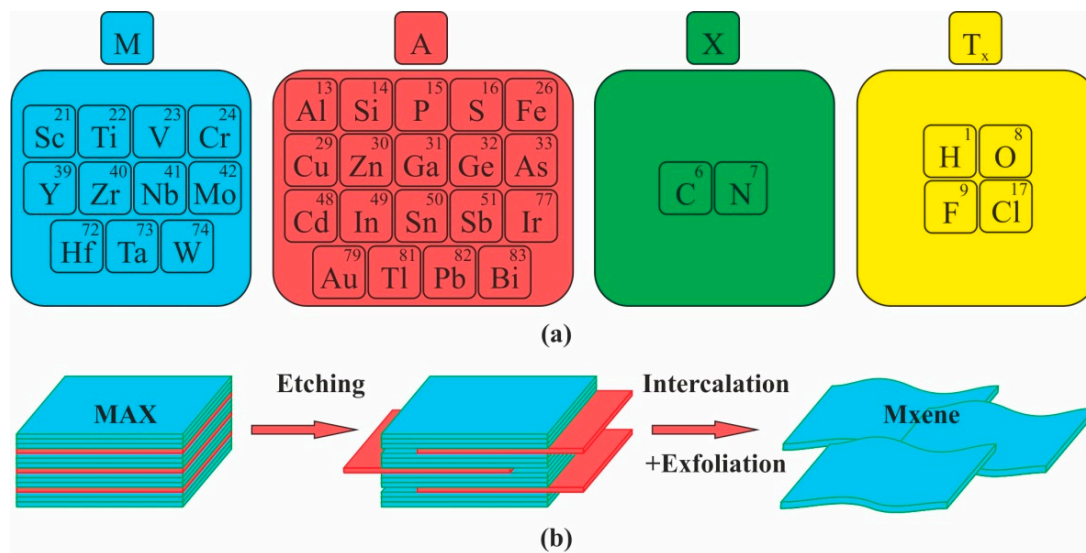 M A X Tx
21 22 23 24 13 14 15 16 26
Sc Ti V Cr Al Si P S Fe 1 8
39 40 41 42 29 30 31 32 33 H O
Y Zr Nb Mo Cu Zn Ga Ge As 6 7 9 17
72 73 74 48 49 50 51 77 C N F Cl
Hf Ta W Cd In Sn Sb Ir
79 81 82 83
Au Tl Pb Bi
(a)
MAX Etching Intercalation Mxene
+Exfoliation
(b)